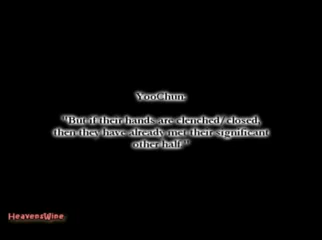 YooChun:
"But if their hands are clenched/closed,
then they have already met their significant
other half."
HeavensWine